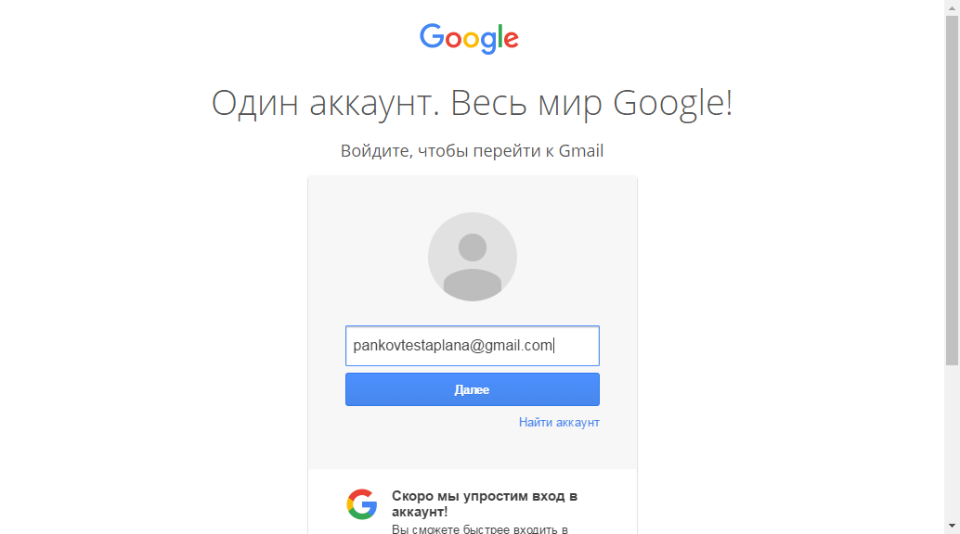 Google
Один аккаунт. Весь мир Google!
Войдите, чтобы перейти к Gmail
pankovtestaplana@gmail.com
Далее
Найти аккаунт
Скоро мы упростим вход в
аккаунт!
Вы сможете быстрее входить в